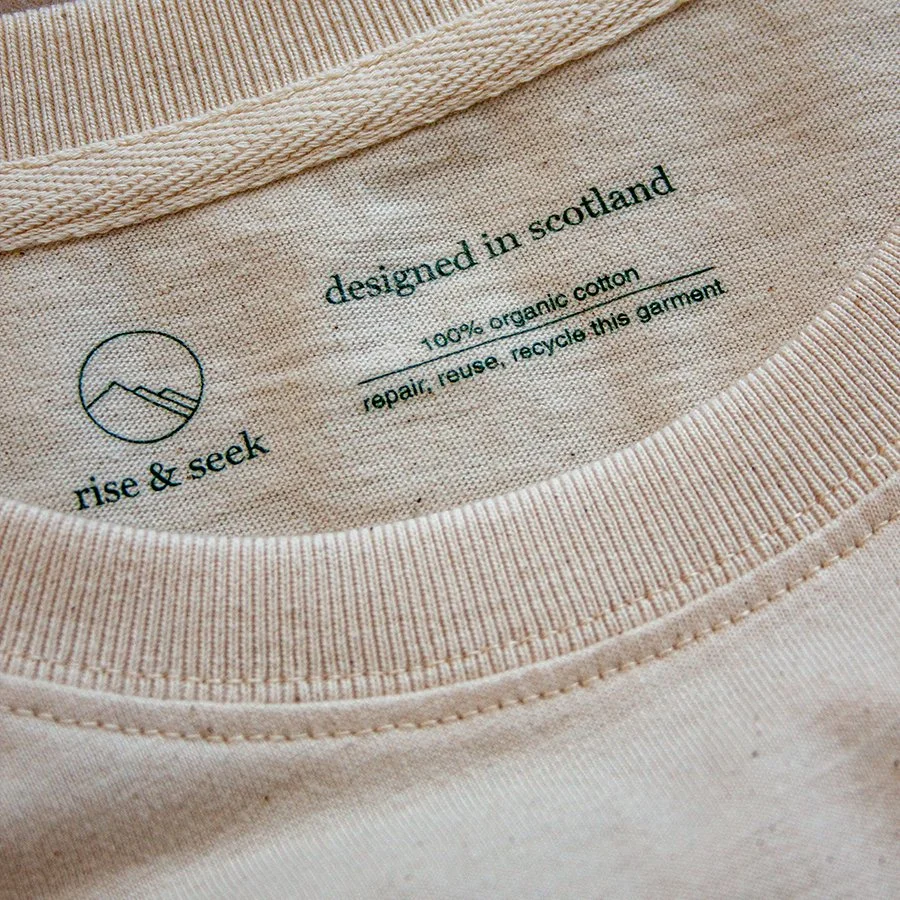 designed in scotland
100% organic cotton
repair, reuse, recycle this garment
rise & seek